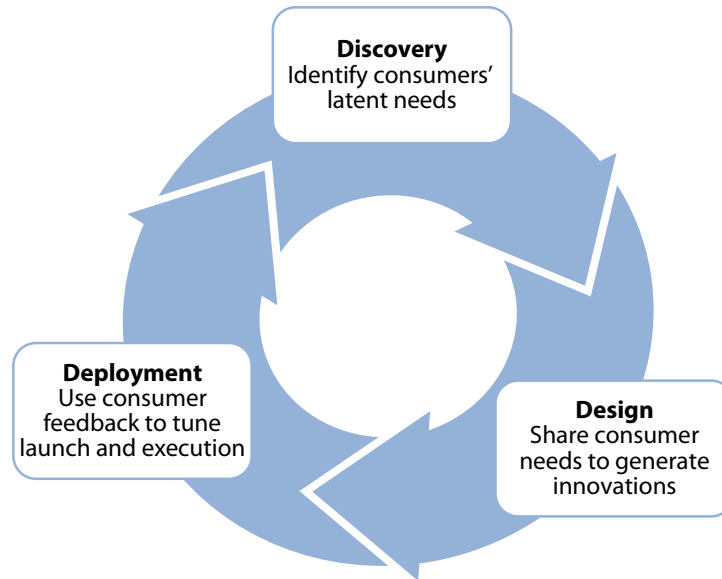 Discovery
Identify consumers’
latent needs
Design
Share consumer
needs to generate
innovations
Deployment
Use consumer
feedback to tune
launch and execution